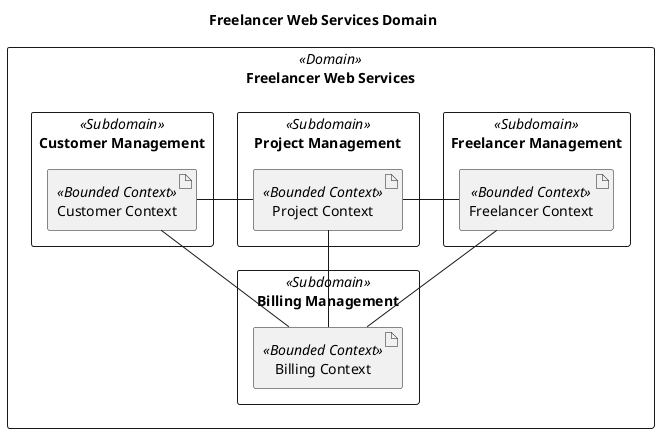 Freelancer Web Services Domain
«Domain»
Freelancer Web Services
«Subdomain»
Customer Management
«Bounded Context»
Customer Context
«Subdomain»
Project Management
«Bounded Context»
Project Context
«Subdomain»
Freelancer Management
«Bounded Context»
Freelancer Context
«Subdomain»
Billing Management
«Bounded Context»
Billing Context